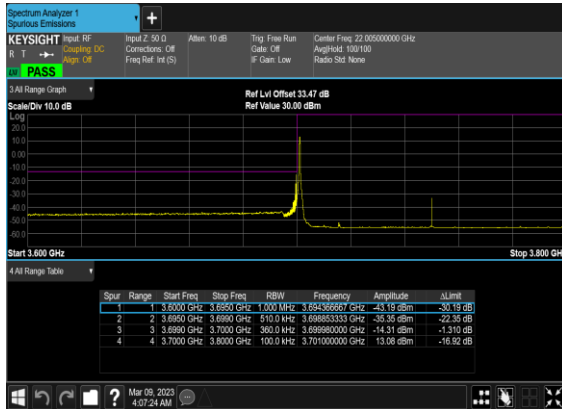 Spectrum Analyzer 1
Spurious Emissions
+
KEYSIGHT Input: RF Input Z: 50 Ω Atten: 10 dB Trig: Free Run Center Freq: 22.005000000 GHz
R T Coupling: DC Corrections: Off Gate: Off Avg|Hold: 100/100
Align: Off Freq Ref: Int (S) IF Gain: Low Radio Std: None
PASS
3 All Range Graph
Ref Lvl Offset 33.47 dB
Scale/Div 10.0 dB Ref Value 30.00 dBm
Log
20.0
10.0
0.00
-10.0
-20.0
-30.0
-40.0
-50.0
-60.0
Start 3.600 GHz Stop 3.800 GH
4 All Range Table
Spur Range Start Freq Stop Freq RBW Frequency Amplitude ΔLimit
1 1 3.6000 GHz 3.6950 GHz 1.000 MHz 3.694366667 GHz -43.19 dBm -30.19 dB
2 2 3.6950 GHz 3.6990 GHz 510.0 kHz 3.698853333 GHz -35.35 dBm -22.35 dB
3 3 3.6990 GHz 3.7000 GHz 360.0 kHz 3.699980000 GHz -14.31 dBm -1.310 dB
4 4 3.7000 GHz 3.8000 GHz 100.0 kHz 3.701000000 GHz 13.08 dBm -16.92 dB
? Mar 09, 2023
4:07:24 AM